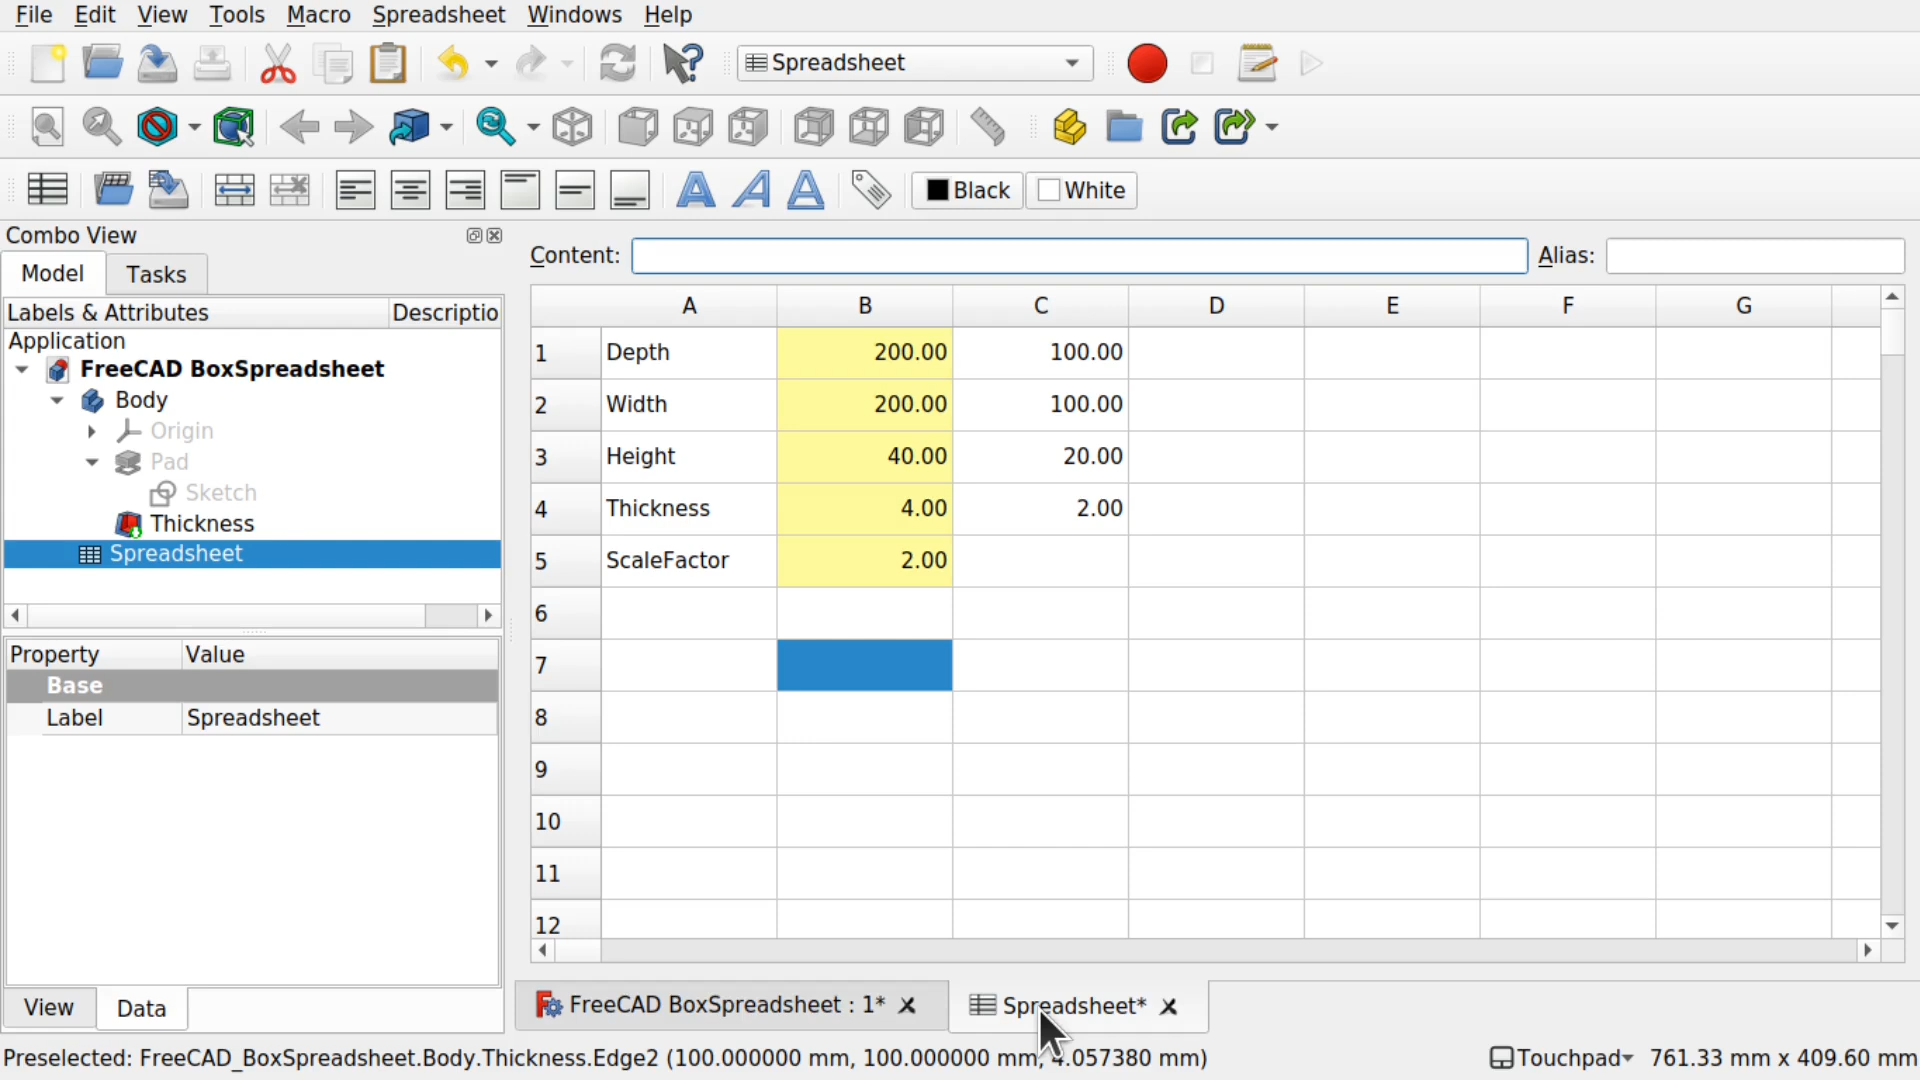 File Edit View Tools Macro Spreadsheet Windows Help
Spreadsheet
Black White
Combo View
Model Tasks
Labels & Attributes Descriptio
Application
FreeCAD BoxSpreadsheet
Body
Origin
Pad
Sketch
Thickness
Spreadsheet
Property Value
Base
Label Spreadsheet
View Data
Content: Alias:
A B C D E F G
1 Depth 200.00 100.00
2 Width 200.00 100.00
3 Height 40.00 20.00
4 Thickness 4.00 2.00
5 ScaleFactor 2.00
6
7
8
9
10
11
12
FreeCAD BoxSpreadsheet : 1* Spreadsheet*
Preselected: FreeCAD_BoxSpreadsheet.Body.Thickness.Edge2 (100.000000 mm, 100.000000 mm, 4.057380 mm) Touchpad 761.33 mm x 409.60 mm